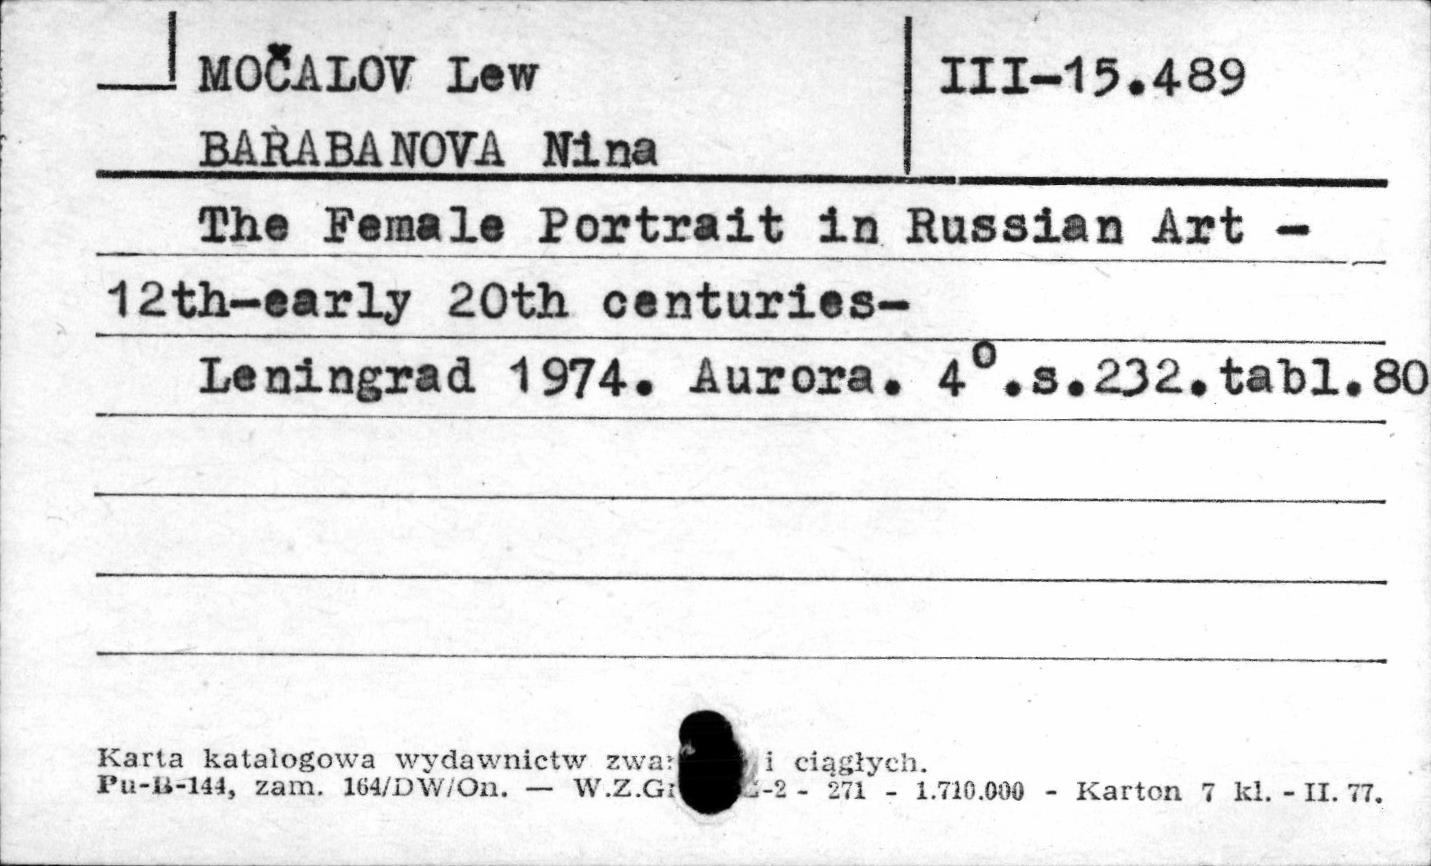 MOČALOV Lew
III-15.489
BARABANOVA Nina
The Female Portrait in Russian Art -
12th-early 20th centuries-
Leningrad 1974. Aurora. 4°.s.232.tabl.80
Karta katalogowa wydawnictw i ciągłych.
Pu-B-144, zam. 164/DW/On. — -2 - 271 - 1.710.000 - Karton 7 kl. - II. 77.